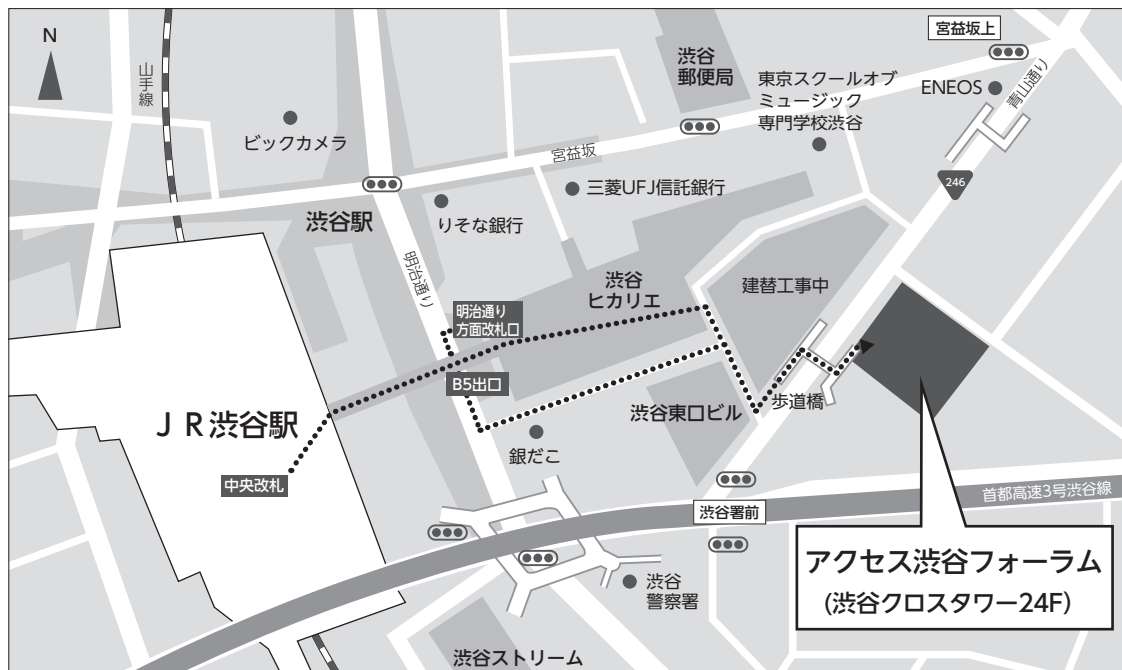 宮益坂上
N
渋谷
郵便局
山手線
東京スクールオブ
ミュージック
専門学校渋谷
ENEOS
青山通り
ビックカメラ
宮益坂
三菱UFJ信託銀行
246
りそな銀行
渋谷駅
明治通り
渋谷
ヒカリエ
建替工事中
明治通り
方面改札口
B5出口
渋谷東口ビル
歩道橋
JR渋谷駅
銀だこ
中央改札
首都高速3号渋谷線
渋谷署前
アクセス渋谷フォーラム
(渋谷クロスタワー24F)
渋谷
警察署
渋谷ストリーム